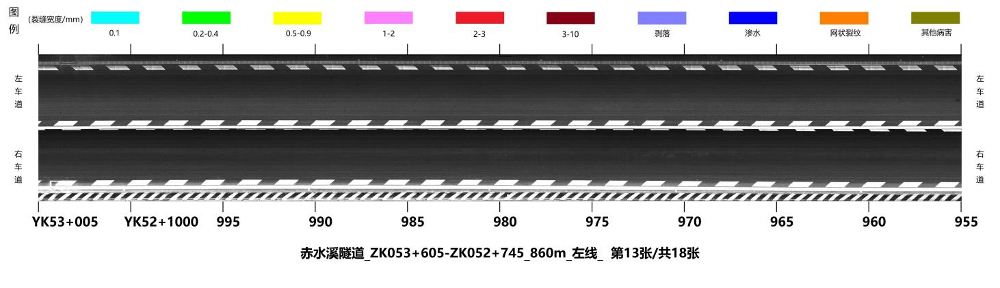 图例
(裂缝宽度/mm)
0.1 0.2-0.4 0.5-0.9 1-2 2-3 3-10 剥落 渗水 网状裂纹 其他病害
左车道 左车道
右车道 右车道
YK53+005 YK52+1000 995 990 985 980 975 970 965 960 955
赤水溪隧道_ZK053+605-ZK052+745_860m_左线_ 第13张/共18张